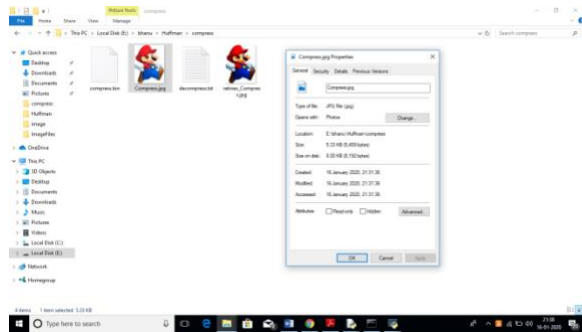 Picture Tools compress
File Home Share View Manage
This PC > Local Disk (E:) > bhanu > Huffman > compress
Search compress
Quick access
Desktop
Downloads
Documents
Pictures
compress
Huffman
image
ImageFiles
OneDrive
This PC
3D Objects
Desktop
Documents
Downloads
Music
Pictures
Videos
Local Disk (C:)
Local Disk (E:)
Network
Homegroup
compress.bin
Compress.jpg
decompress.txt
Compress.jpg Properties
General Security Details Previous Versions
Compress.jpg
Type of file: JPG File (.jpg)
Opens with: Photos Change...
Location: E:\bhanu\Huffman\compress
Size:
Size on disk:
Created: 16 January 2020, 21:31:36
Modified: 16 January 2020, 21:31:36
Accessed: 16 January 2020, 21:31:36
Attributes: Read-only Hidden Advanced...
OK Cancel Apply
4 items 1 item selected 5.33 KB
Type here to search
16-01-2020